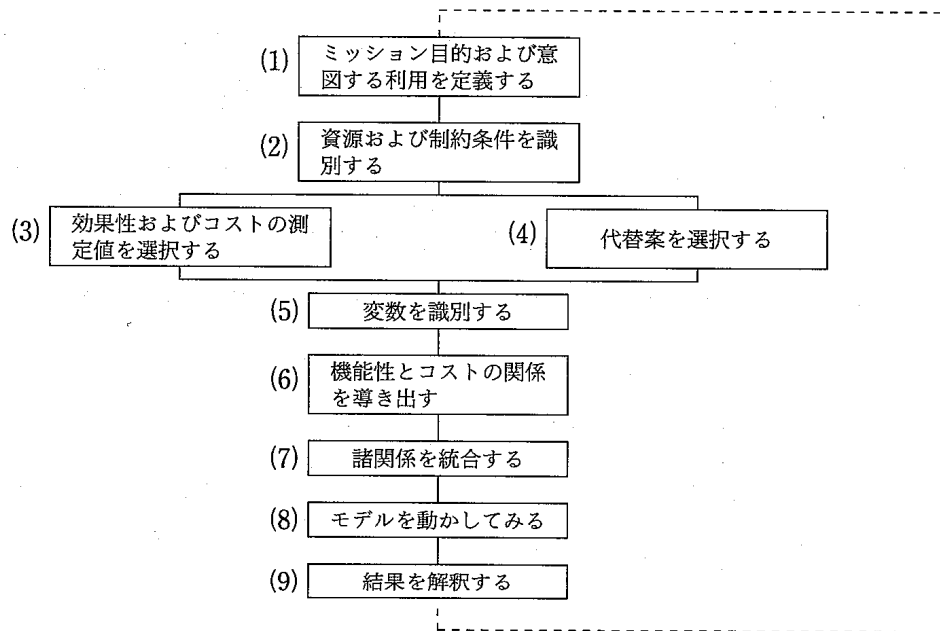 (1) ミッション目的および意
図する利用を定義する
(2) 資源および制約条件を識
別する
(3) 効果性およびコストの測
定値を選択する
(4) 代替案を選択する
(5) 変数を識別する
(6) 機能性とコストの関係
を導き出す
(7) 諸関係を統合する
(8) モデルを動かしてみる
(9) 結果を解釈する